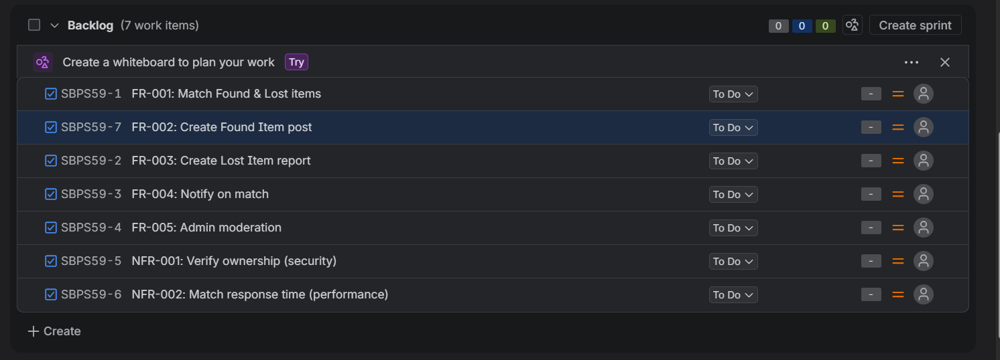 Backlog (7 work items) 0 0 0 Create sprint
Create a whiteboard to plan your work Try
SBPS59-1 FR-001: Match Found & Lost items To Do -
SBPS59-7 FR-002: Create Found Item post To Do -
SBPS59-2 FR-003: Create Lost Item report To Do -
SBPS59-3 FR-004: Notify on match To Do -
SBPS59-4 FR-005: Admin moderation To Do -
SBPS59-5 NFR-001: Verify ownership (security) To Do -
SBPS59-6 NFR-002: Match response time (performance) To Do -
Create